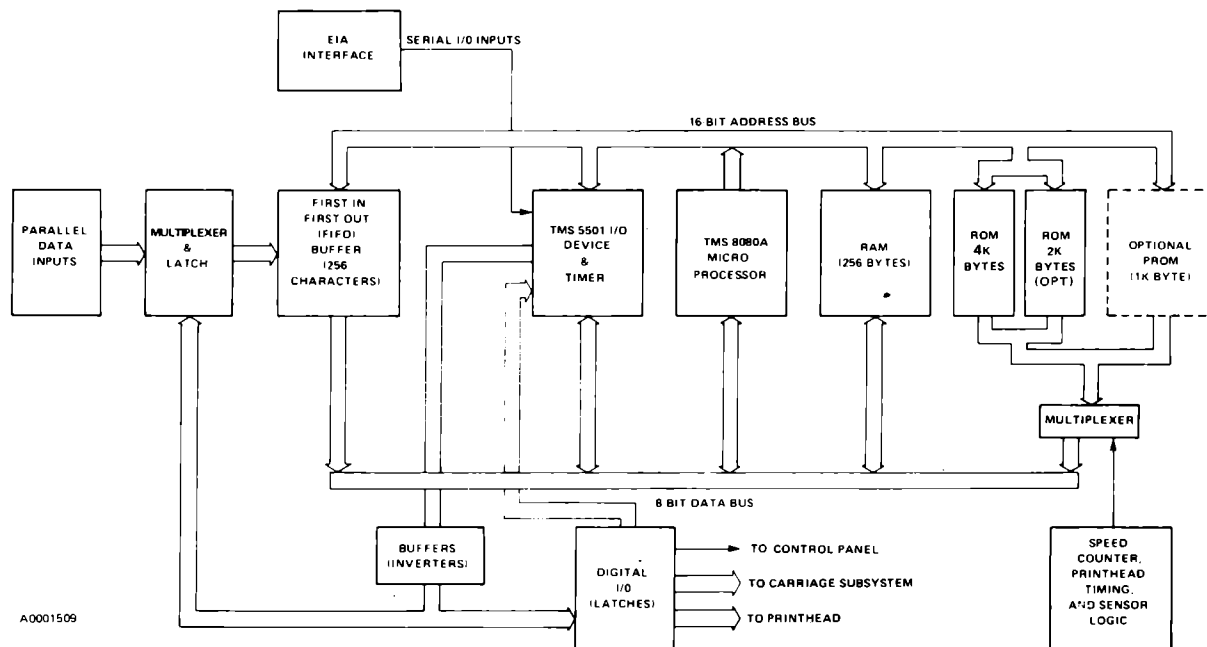 EIA
INTERFACE
SERIAL I/0 INPUTS
16 BIT ADDRESS BUS
PARALLEL
DATA
INPUTS
MULTIPLEXER
&
LATCH
FIRST IN
FIRST OUT
(FIFO)
BUFFER
(256
CHARACTERS)
TMS 5501 I/O
DEVICE
&
TIMER
TMS 8080A
MICRO
PROCESSOR
RAM
(256 BYTES)
ROM
4K
BYTES
ROM
2K
BYTES
(OPT)
OPTIONAL
PROM
(1K BYTE)
MULTIPLEXER
8 BIT DATA BUS
BUFFERS
(INVERTERS)
DIGITAL
I/O
(LATCHES)
TO CONTROL PANEL
TO CARRIAGE SUBSYSTEM
TO PRINTHEAD
SPEED
COUNTER,
PRINTHEAD
TIMING,
AND SENSOR
LOGIC
A0001509